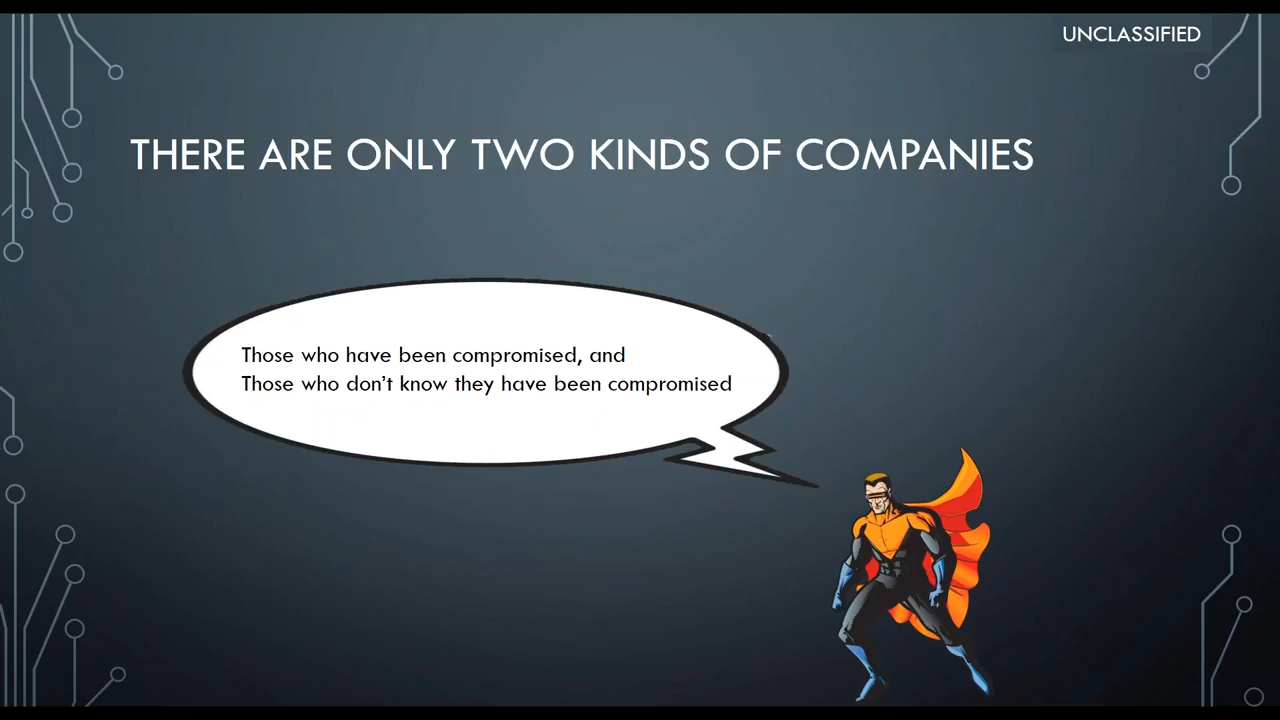 UNCLASSIFIED
THERE ARE ONLY TWO KINDS OF COMPANIES
Those who have been compromised, and
Those who don’t know they have been compromised